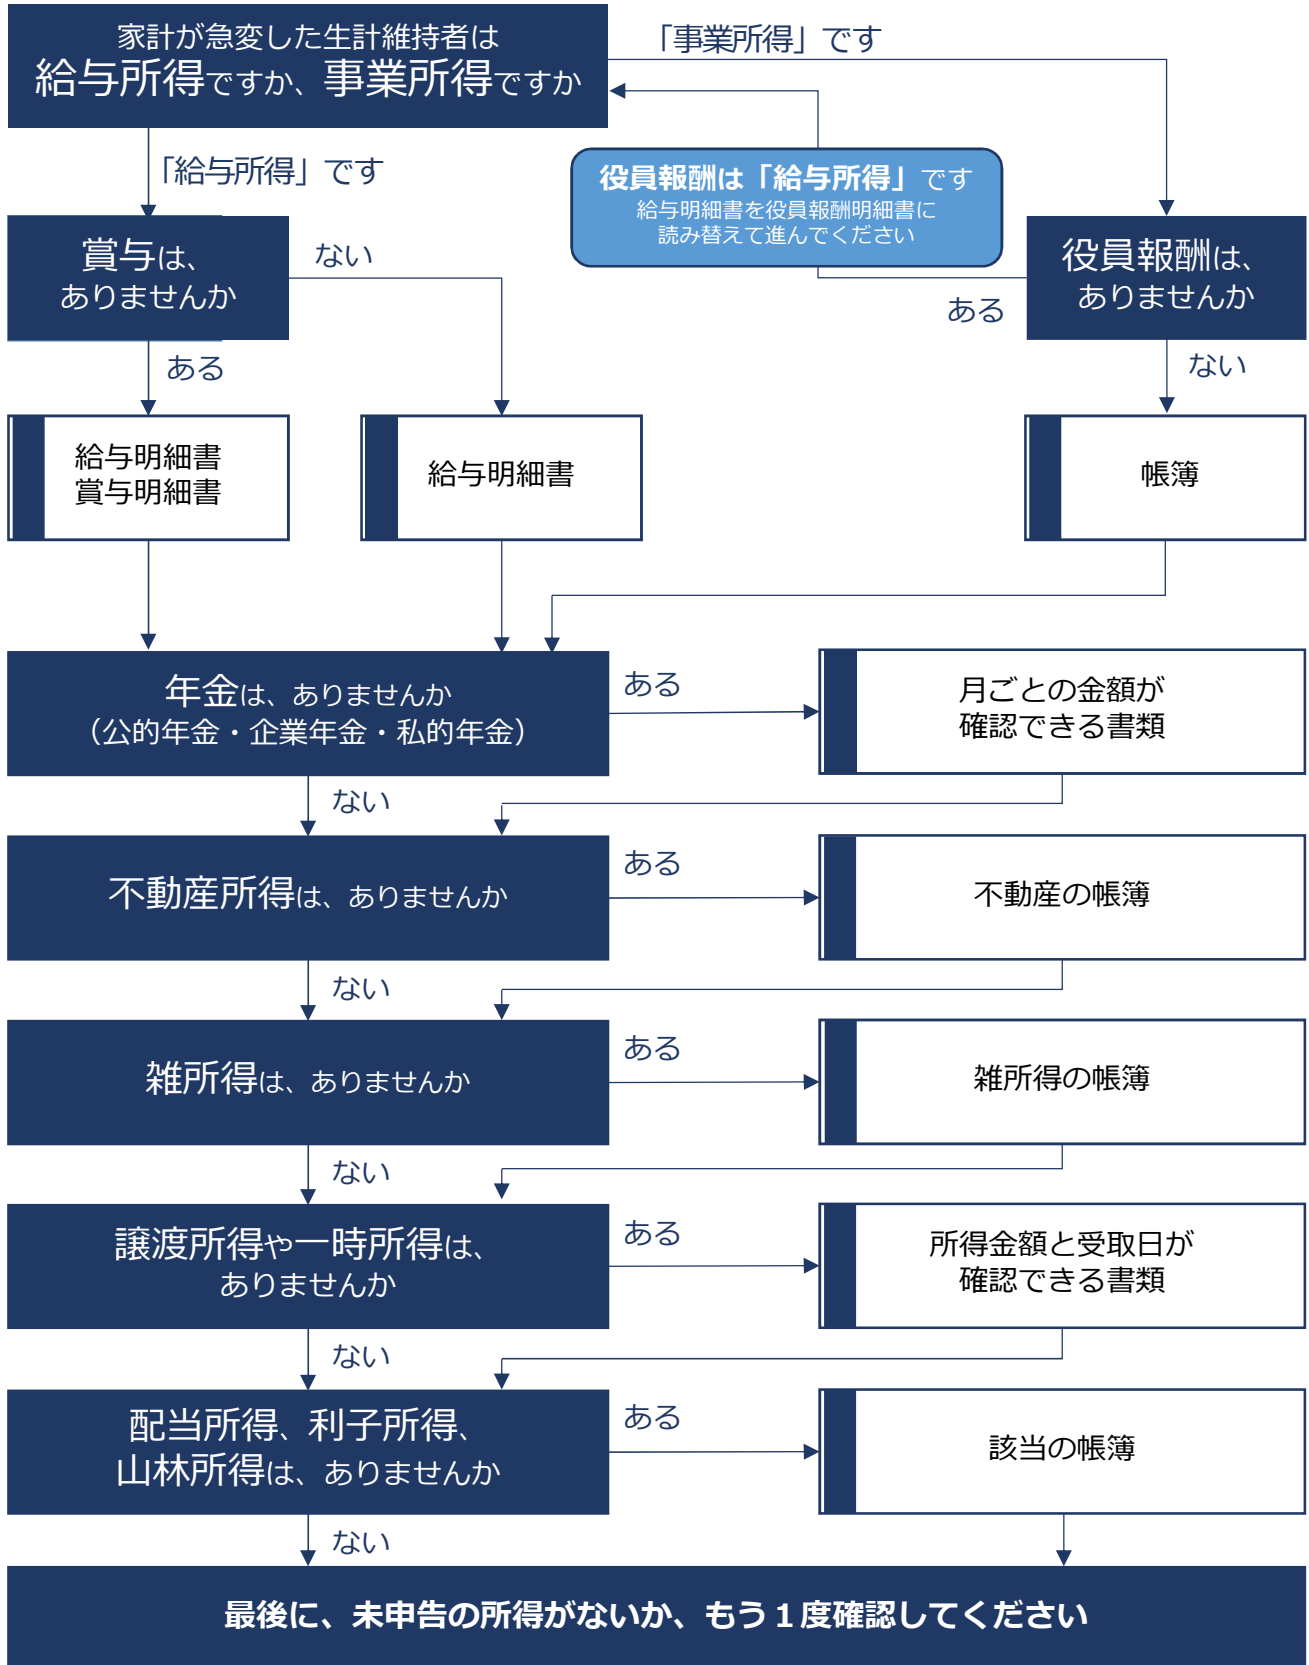 家計が急変した生計維持者は
給与所得ですか、事業所得ですか
「事業所得」です
「給与所得」です
役員報酬は「給与所得」です
給与明細書を役員報酬明細書に
読み替えて進んでください
賞与は、
ありませんか
ない
役員報酬は、
ありませんか
ある
ある
ない
給与明細書
賞与明細書
給与明細書
帳簿
年金は、ありませんか
（公的年金・企業年金・私的年金）
ある
月ごとの金額が
確認できる書類
ない
不動産所得は、ありませんか
ある
不動産の帳簿
ない
雑所得は、ありませんか
ある
雑所得の帳簿
ない
譲渡所得や一時所得は、
ありませんか
ある
所得金額と受取日が
確認できる書類
ない
配当所得、利子所得、
山林所得は、ありませんか
ある
該当の帳簿
ない
最後に、未申告の所得がないか、もう１度確認してください